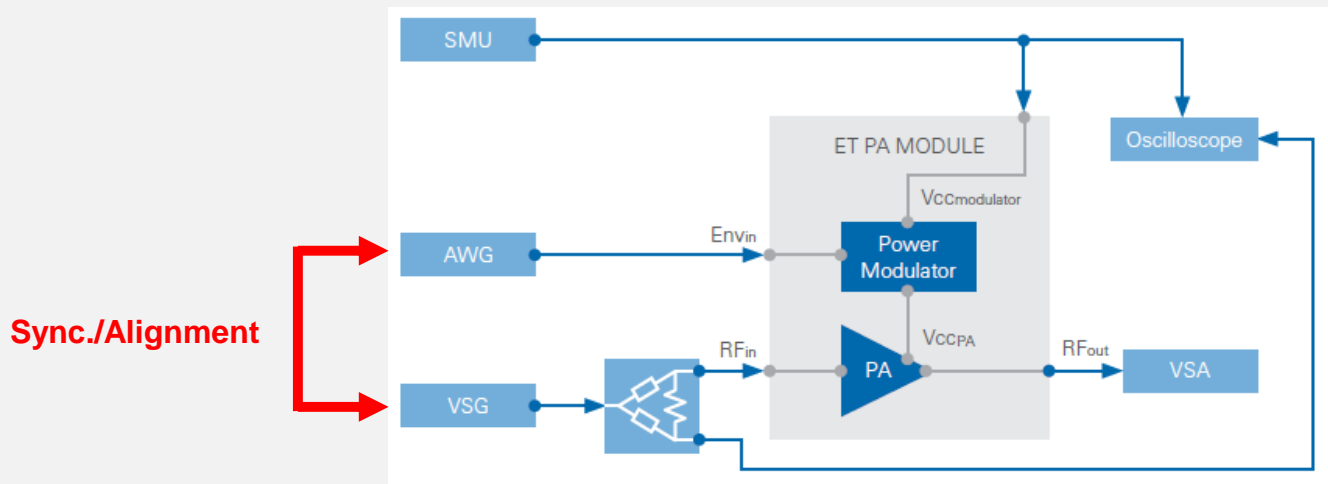 SMU
ET PA MODULE
Oscilloscope
VCCmodulator
Envin
AWG
Power
Modulator
Sync./Alignment
VCCPA
RFin
RFout
PA
VSA
VSG